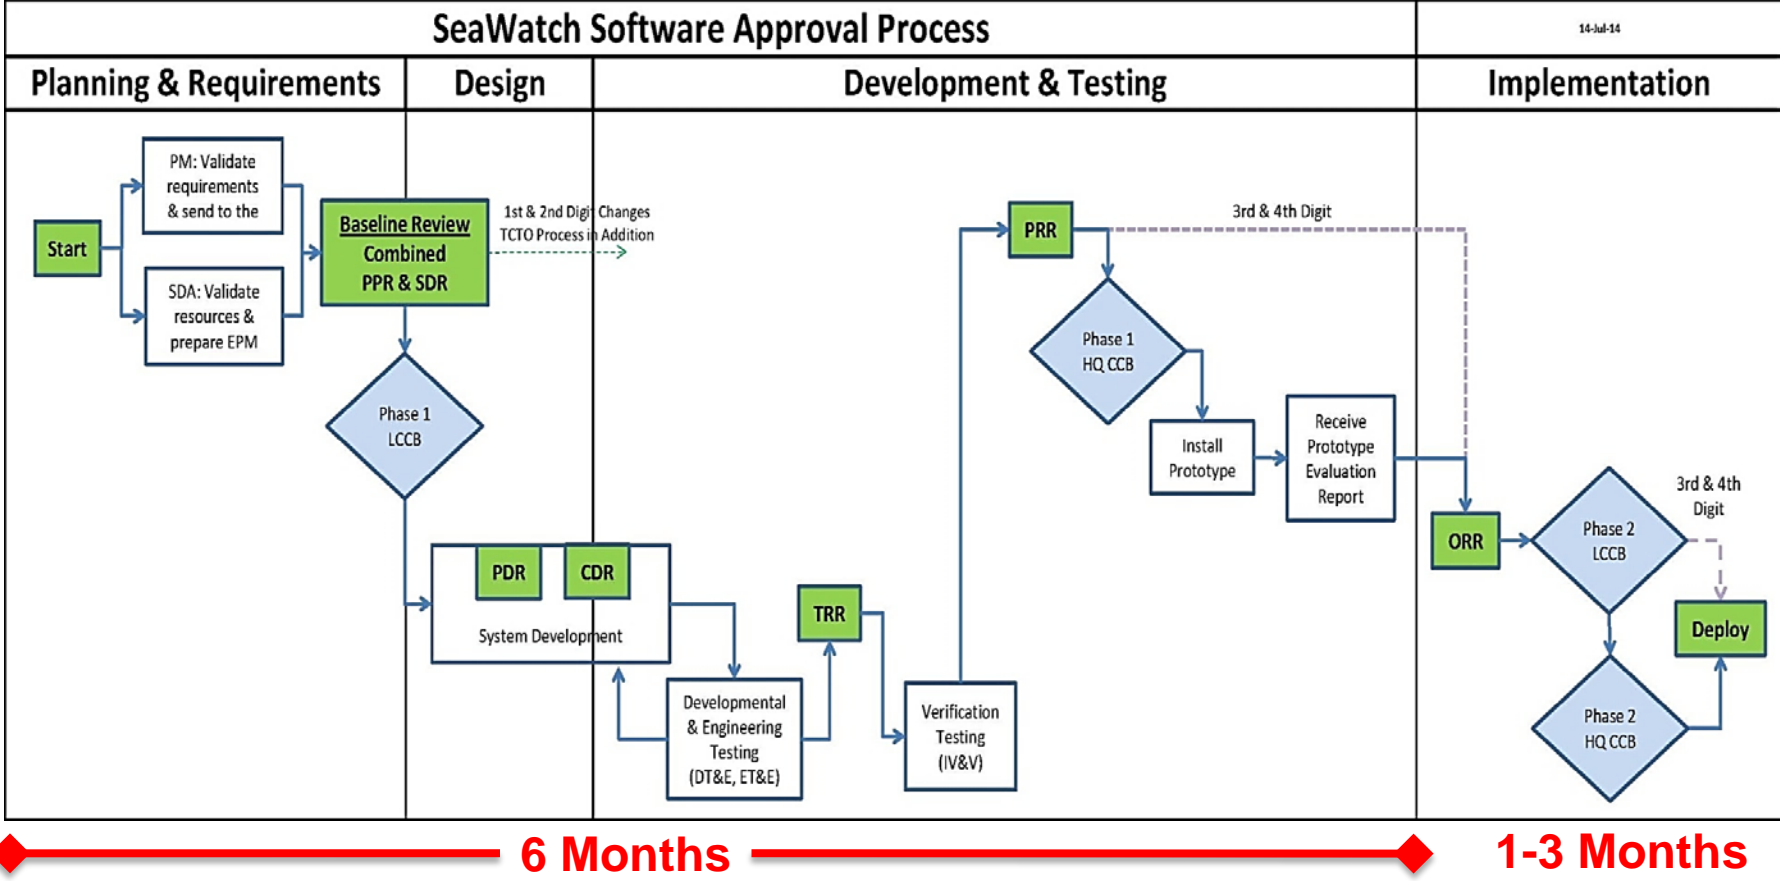 SeaWatch Software Approval Process
14-Jul-14
Planning & Requirements
Design
Development & Testing
Implementation
Start
PM: Validate
requirements
& send to the
SDA: Validate
resources &
prepare EPM
Baseline Review
Combined
PPR & SDR
1st & 2nd Digit Changes
TCTO Process in Addition
Phase 1
LCCB
PDR
CDR
System Development
Developmental
& Engineering
Testing
(DT&E, ET&E)
TRR
Verification
Testing
(IV&V)
PRR
3rd & 4th Digit
Phase 1
HQ CCB
Install
Prototype
Receive
Prototype
Evaluation
Report
ORR
Phase 2
LCCB
3rd & 4th
Digit
Deploy
Phase 2
HQ CCB
6 Months
1-3 Months